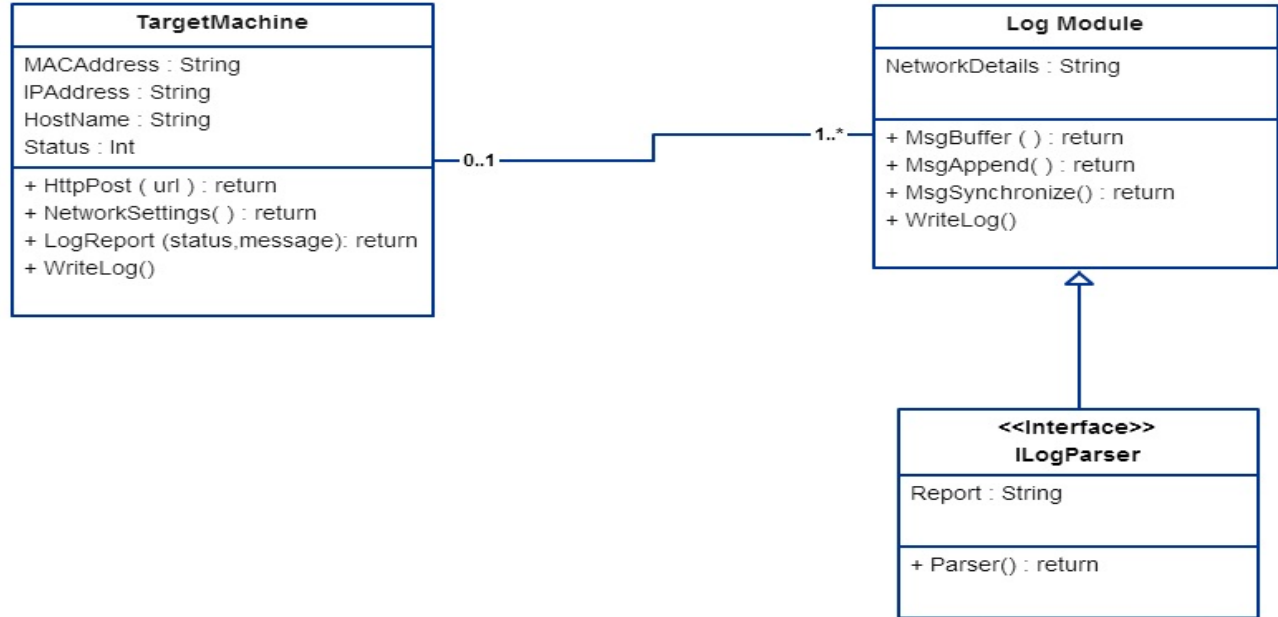 TargetMachine
MACAddress : String
IPAddress : String
HostName : String
Status : Int
+ HttpPost ( url ) : return
+ NetworkSettings( ) : return
+ LogReport (status,message): return
+ WriteLog()
0..1
1..*
Log Module
NetworkDetails : String
+ MsgBuffer ( ) : return
+ MsgAppend( ) : return
+ MsgSynchronize() : return
+ WriteLog()
<<Interface>>
ILogParser
Report : String
+ Parser() : return